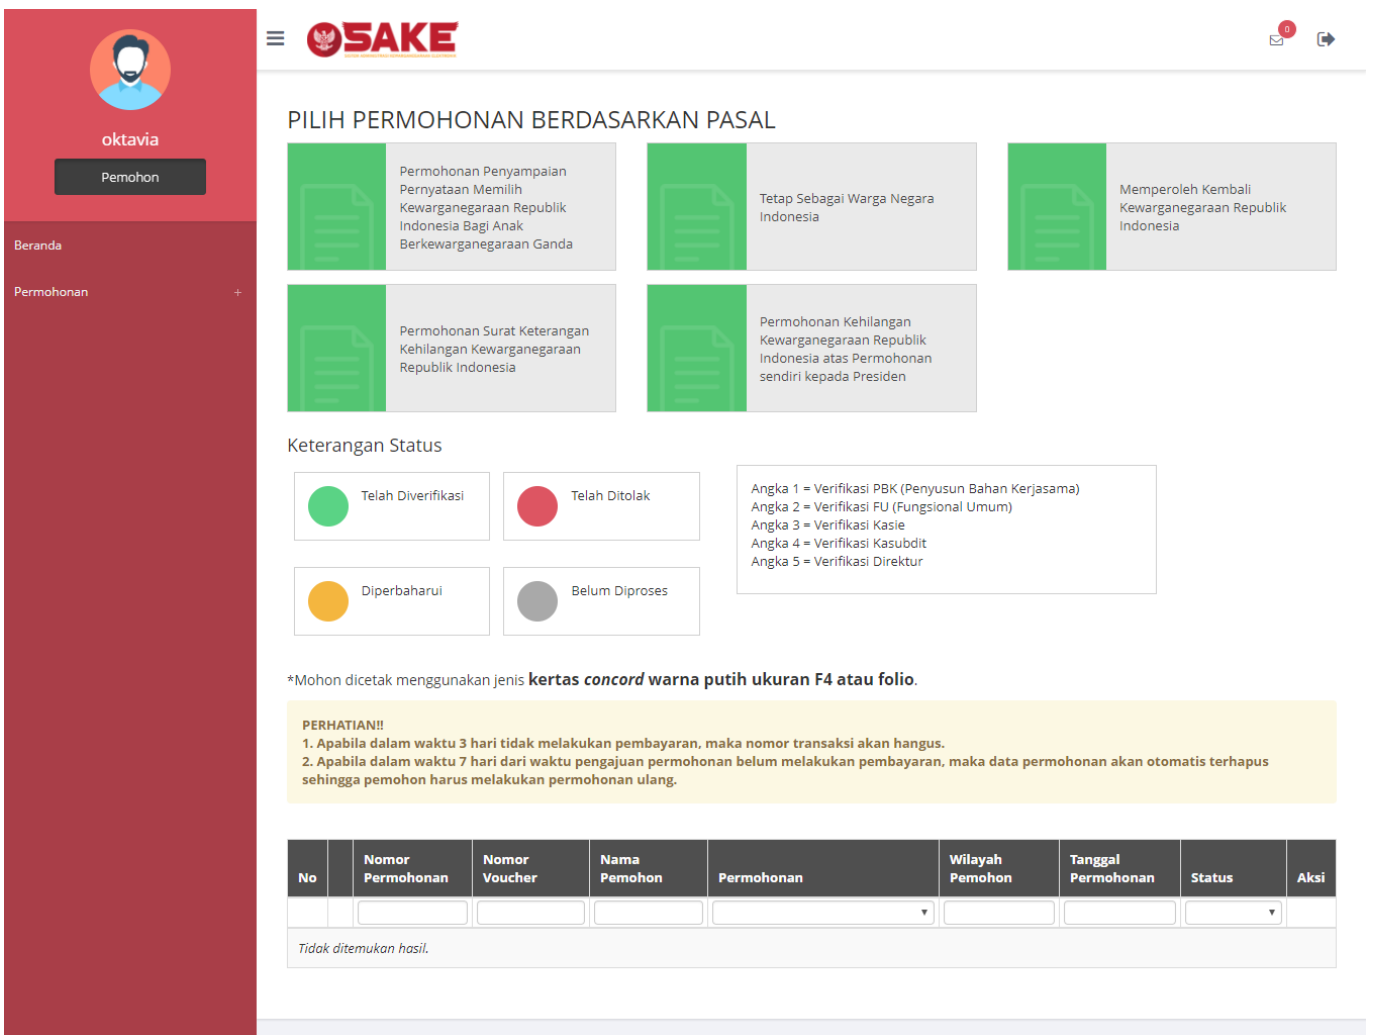 oktavia
Pemohon
Beranda
Permohonan +
SAKE
0
PILIH PERMOHONAN BERDASARKAN PASAL
Permohonan Penyampaian
Pernyataan Memilih
Kewarganegaraan Republik
Indonesia Bagi Anak
Berkewarganegaraan Ganda
Tetap Sebagai Warga Negara
Indonesia
Memperoleh Kembali
Kewarganegaraan Republik
Indonesia
Permohonan Surat Keterangan
Kehilangan Kewarganegaraan
Republik Indonesia
Permohonan Kehilangan
Kewarganegaraan Republik
Indonesia atas Permohonan
sendiri kepada Presiden
Keterangan Status
Telah Diverifikasi
Telah Ditolak
Diperbaharui
Belum Diproses
Angka 1 = Verifikasi PBK (Penyusun Bahan Kerjasama)
Angka 2 = Verifikasi FU (Fungsional Umum)
Angka 3 = Verifikasi Kasie
Angka 4 = Verifikasi Kasubdit
Angka 5 = Verifikasi Direktur
*Mohon dicetak menggunakan jenis kertas concord warna putih ukuran F4 atau folio.
PERHATIAN!!
1. Apabila dalam waktu 3 hari tidak melakukan pembayaran, maka nomor transaksi akan hangus.
2. Apabila dalam waktu 7 hari dari waktu pengajuan permohonan belum melakukan pembayaran, maka data permohonan akan otomatis terhapus
sehingga pemohon harus melakukan permohonan ulang.
No
Nomor
Permohonan
Nomor
Voucher
Nama
Pemohon
Permohonan
Wilayah
Pemohon
Tanggal
Permohonan
Status
Aksi
Tidak ditemukan hasil.